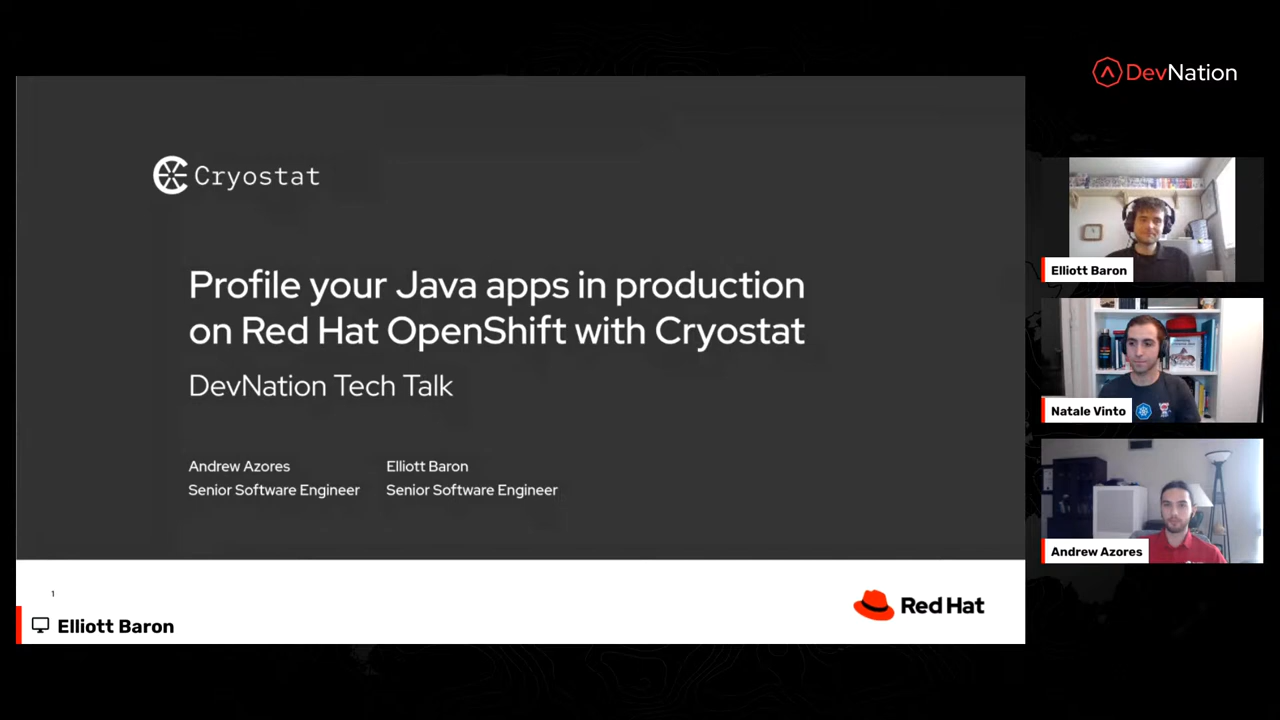 DevNation
Cryostat
Profile your Java apps in production
on Red Hat OpenShift with Cryostat
DevNation Tech Talk
Andrew Azores
Senior Software Engineer
Elliott Baron
Senior Software Engineer
1
Elliott Baron
Red Hat
Elliott Baron
Natale Vinto
Andrew Azores